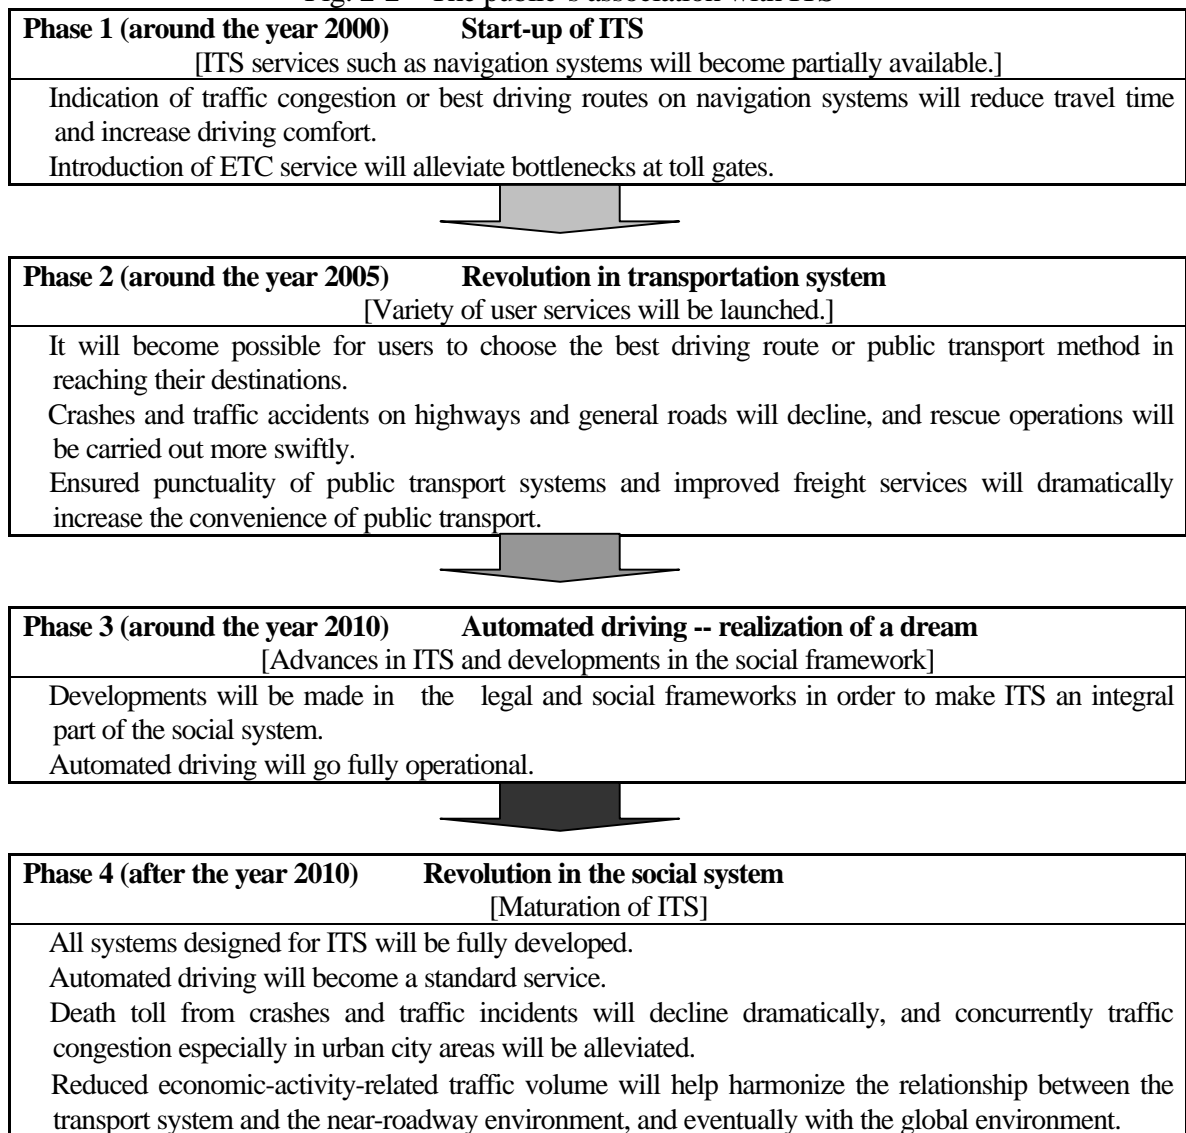 Fig. 2-2 The public's association with ITS
Phase 1 (around the year 2000) Start-up of ITS
[ITS services such as navigation systems will become partially available.]
Indication of traffic congestion or best driving routes on navigation systems will reduce travel time
and increase driving comfort.
Introduction of ETC service will alleviate bottlenecks at toll gates.
Phase 2 (around the year 2005) Revolution in transportation system
[Variety of user services will be launched.]
It will become possible for users to choose the best driving route or public transport method in
reaching their destinations.
Crashes and traffic accidents on highways and general roads will decline, and rescue operations will
be carried out more swiftly.
Ensured punctuality of public transport systems and improved freight services will dramatically
increase the convenience of public transport.
Phase 3 (around the year 2010) Automated driving -- realization of a dream
[Advances in ITS and developments in the social framework]
Developments will be made in the legal and social frameworks in order to make ITS an integral
part of the social system.
Automated driving will go fully operational.
Phase 4 (after the year 2010) Revolution in the social system
[Maturation of ITS]
All systems designed for ITS will be fully developed.
Automated driving will become a standard service.
Death toll from crashes and traffic incidents will decline dramatically, and concurrently traffic
congestion especially in urban city areas will be alleviated.
Reduced economic-activity-related traffic volume will help harmonize the relationship between the
transport system and the near-roadway environment, and eventually with the global environment.